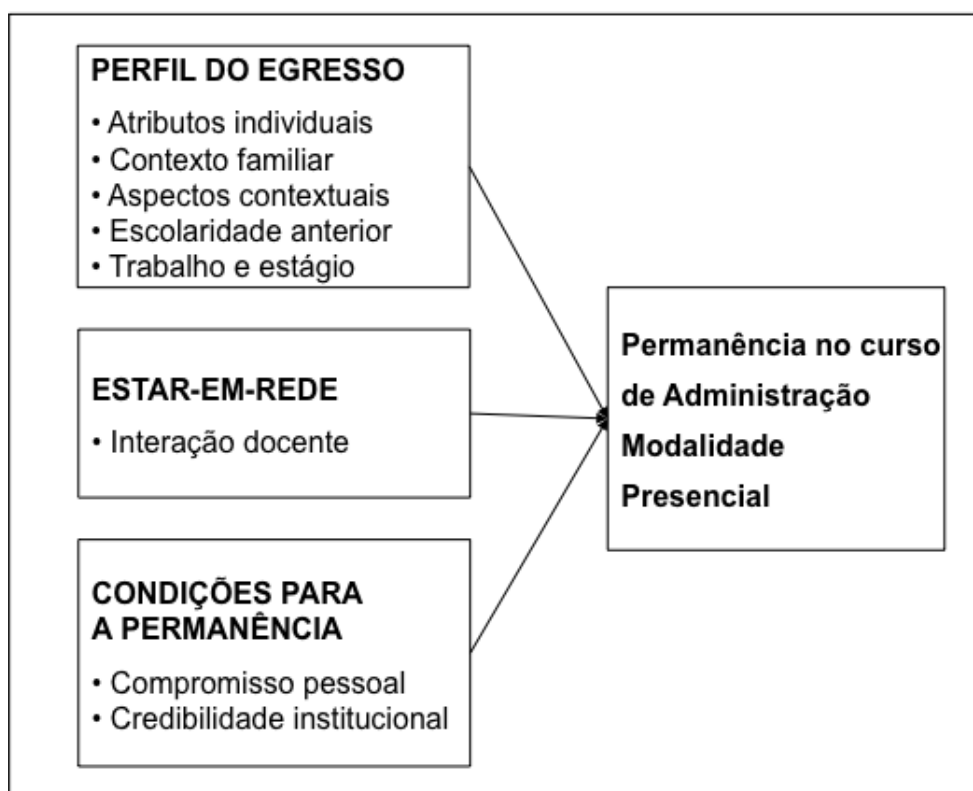 PERFIL DO EGRESSO
• Atributos individuais
• Contexto familiar
• Aspectos contextuais
• Escolaridade anterior
• Trabalho e estágio
ESTAR-EM-REDE
• Interação docente
CONDIÇÕES PARA
A PERMANÊNCIA
• Compromisso pessoal
• Credibilidade institucional
Permanência no curso
de Administração
Modalidade
Presencial